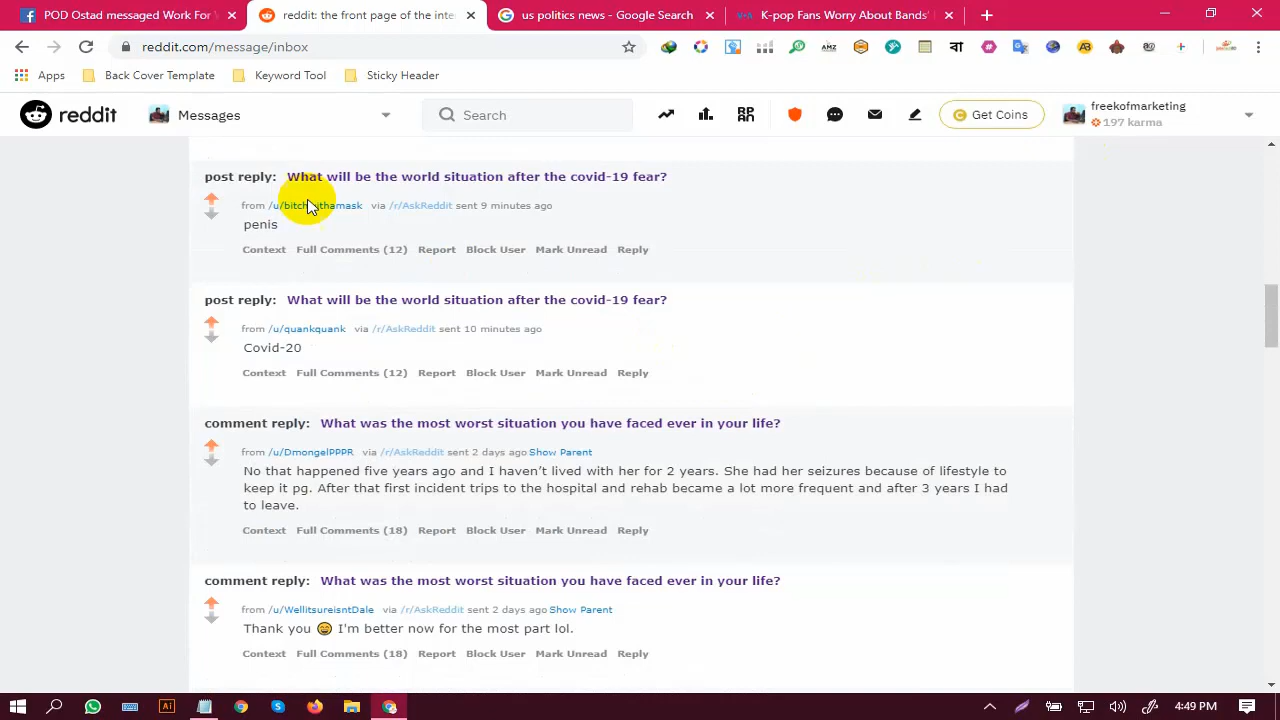 POD Ostad messaged Work For
reddit: the front page of the inte
us politics news - Google Search
K-pop Fans Worry About Bands'
reddit.com/message/inbox
AMZ
বা
AB
Apps
Back Cover Template
Keyword Tool
Sticky Header
reddit
Messages
Search
Get Coins
freekofmarketing
197 karma
post reply: What will be the world situation after the covid-19 fear?
from via /r/AskReddit sent 9 minutes ago
penis
Context Full Comments (12) Report Block User Mark Unread Reply
post reply: What will be the world situation after the covid-19 fear?
from /u/quankquank via /r/AskReddit sent 10 minutes ago
Covid-20
Context Full Comments (12) Report Block User Mark Unread Reply
comment reply: What was the most worst situation you have faced ever in your life?
from /u/DmongelPPPR via /r/AskReddit sent 2 days ago Show Parent
No that happened five years ago and I haven’t lived with her for 2 years. She had her seizures because of lifestyle to
keep it pg. After that first incident trips to the hospital and rehab became a lot more frequent and after 3 years I had
to leave.
Context Full Comments (18) Report Block User Mark Unread Reply
comment reply: What was the most worst situation you have faced ever in your life?
from /u/WellitsureisntDale via /r/AskReddit sent 2 days ago Show Parent
Thank you 😄 I'm better now for the most part lol.
Context Full Comments (18) Report Block User Mark Unread Reply
Ai
4:49 PM